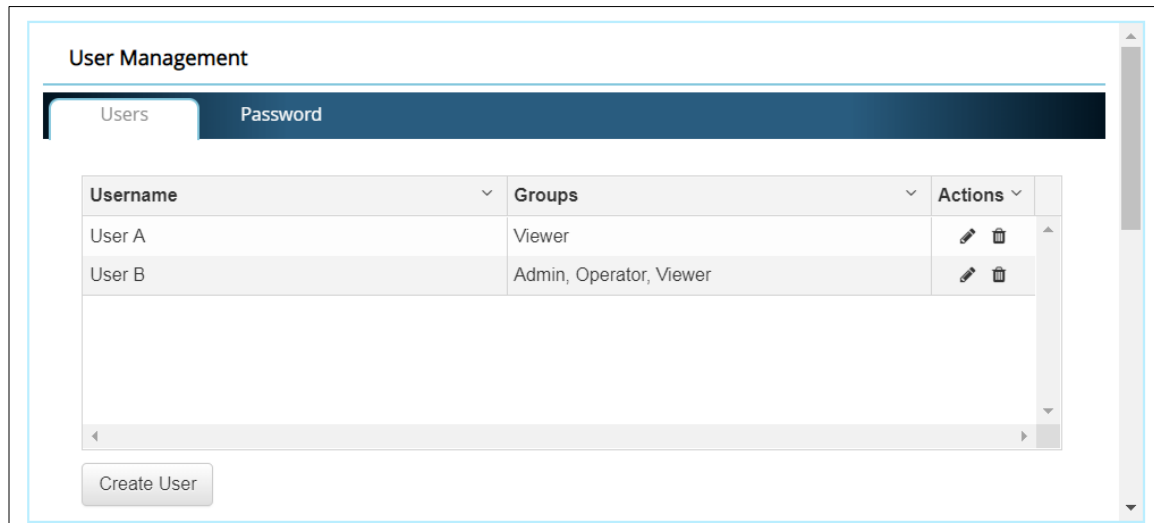 User Management
Users Password
Username Groups Actions
User A Viewer
User B Admin, Operator, Viewer
Create User